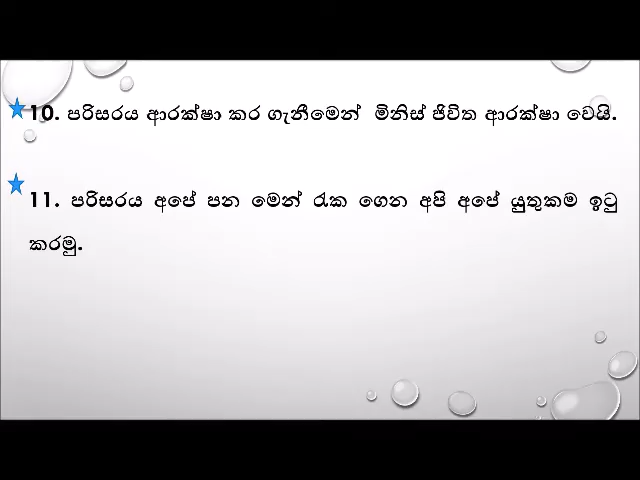 10. පරිසරය ආරක්ෂා කර ගැනීමෙන් මිනිස් ජිවිත ආරක්ෂා වෙයි.
11. පරිසරය අපේ පන මෙන් රැක ගෙන අපි අපේ යුතුකම ඉටු
කරමු.